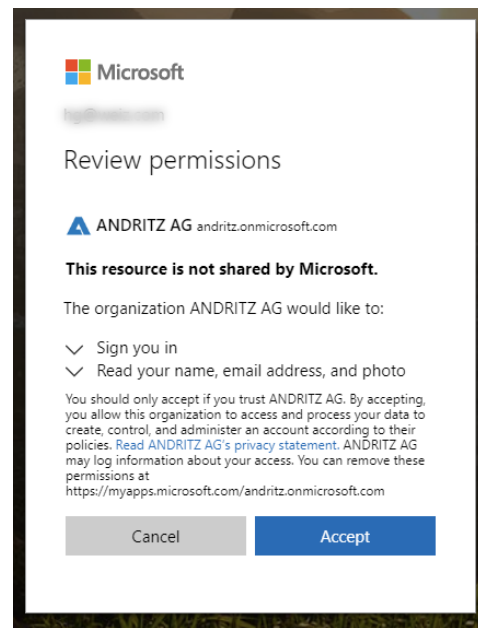 Microsoft
Review permissions
ANDRITZ AG andritz.onmicrosoft.com
This resource is not shared by Microsoft.
The organization ANDRITZ AG would like to:
Sign you in
Read your name, email address, and photo
You should only accept if you trust ANDRITZ AG. By accepting,
you allow this organization to access and process your data to
create, control, and administer an account according to their
policies. Read ANDRITZ AG's privacy statement. ANDRITZ AG
may log information about your access. You can remove these
permissions at
https://myapps.microsoft.com/andritz.onmicrosoft.com
Cancel Accept